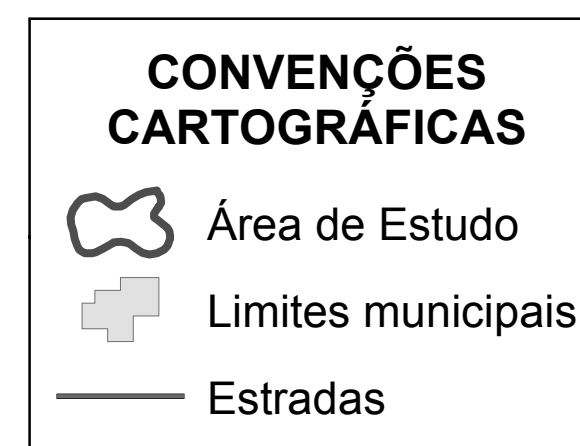 CONVENÇÕES
CARTOGRÁFICAS
Área de Estudo
Limites municipais
Estradas